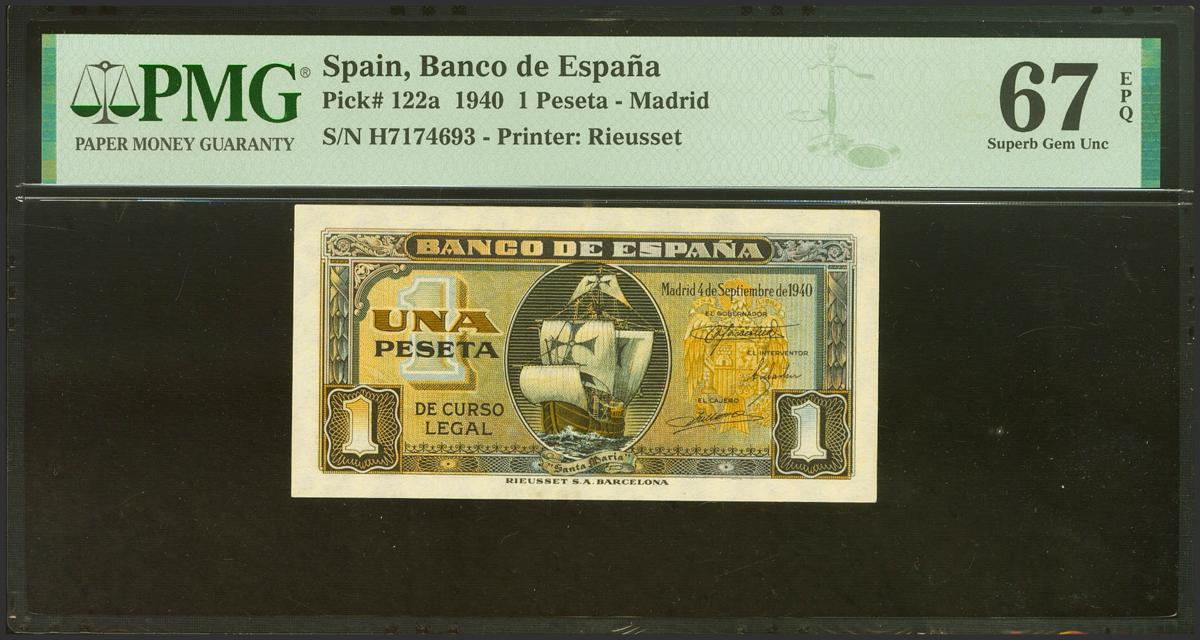 PMG®
PAPER MONEY GUARANTY
Spain, Banco de España
Pick# 122a 1940 1 Peseta - Madrid
S/N H7174693 - Printer: Rieusset
67
EPQ
Superb Gem Unc
BANCO DE ESPAÑA
Madrid 4 de Septiembre de 1940
1
UNA
PESETA
EL GOBERNADOR
EL INTERVENTOR
EL CAJERO
DE CURSO
LEGAL
1
1
"Santa Maria"
RIEUSSET S.A. BARCELONA